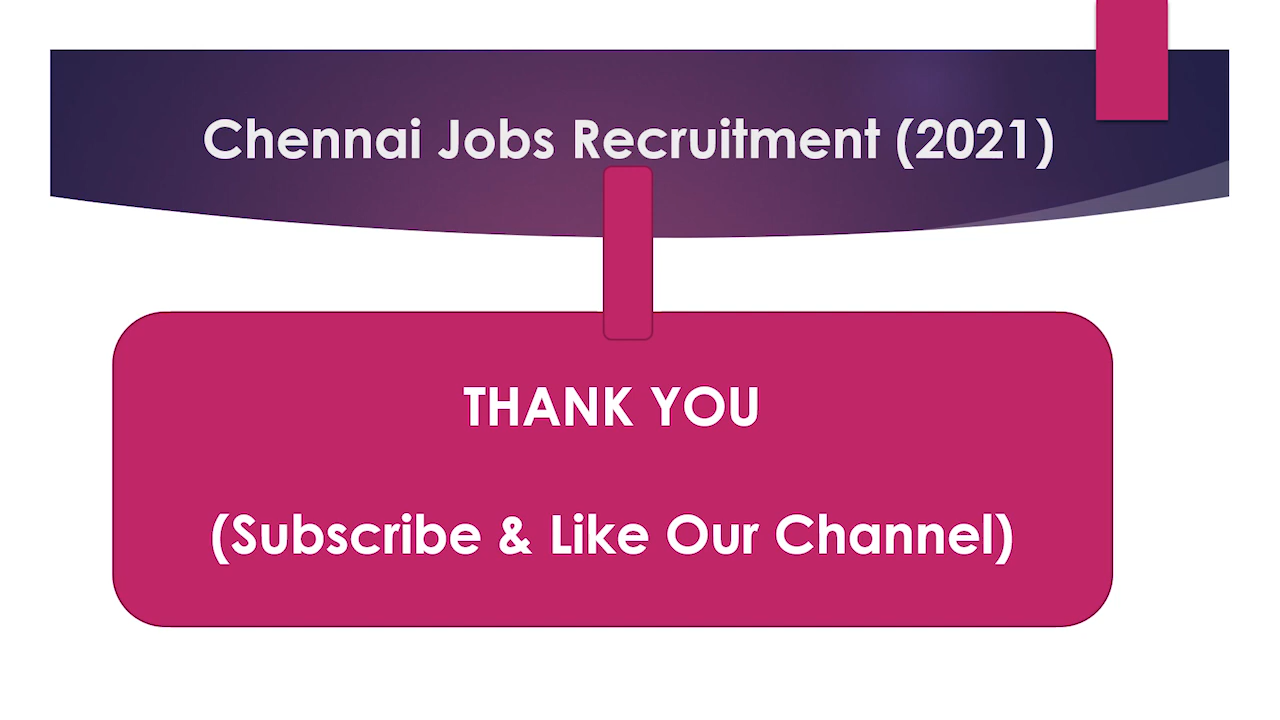 Chennai Jobs Recruitment (2021)
THANK YOU
(Subscribe & Like Our Channel)